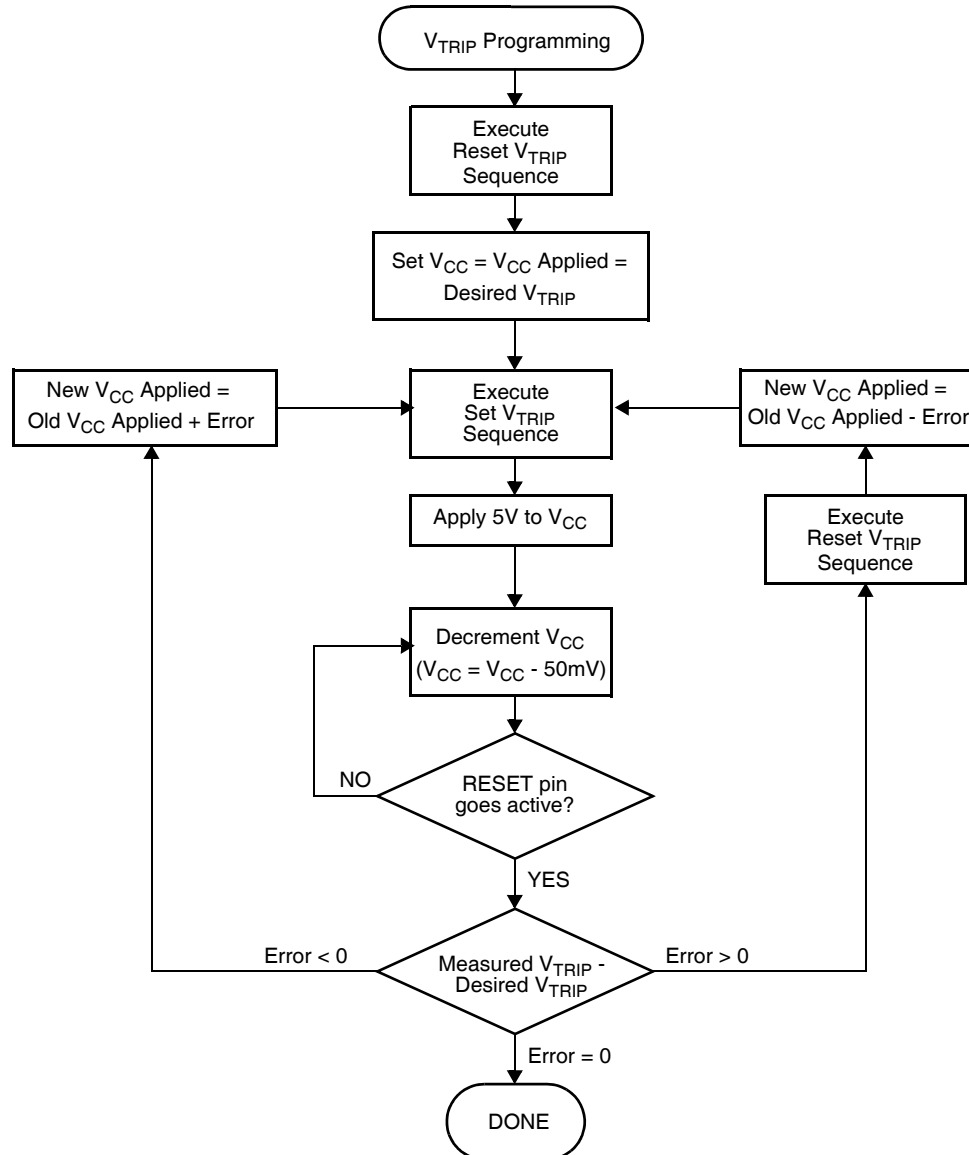 V_TRIP Programming
Execute
Reset V_TRIP
Sequence
Set V_CC = V_CC Applied =
Desired V_TRIP
New V_CC Applied =
Old V_CC Applied + Error
Execute
Set V_TRIP
Sequence
New V_CC Applied =
Old V_CC Applied - Error
Apply 5V to V_CC
Execute
Reset V_TRIP
Sequence
Decrement V_CC
(V_CC = V_CC - 50mV)
NO
RESET pin
goes active?
YES
Error < 0
Measured V_TRIP -
Desired V_TRIP
Error > 0
Error = 0
DONE